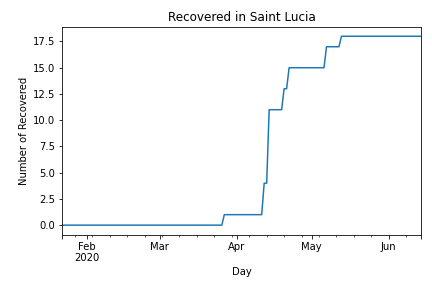 Recovered in Saint Lucia
Number of Recovered
17.5
15.0
12.5
10.0
7.5
5.0
2.5
0.0
Feb
2020
Mar
Apr
May
Jun
Day